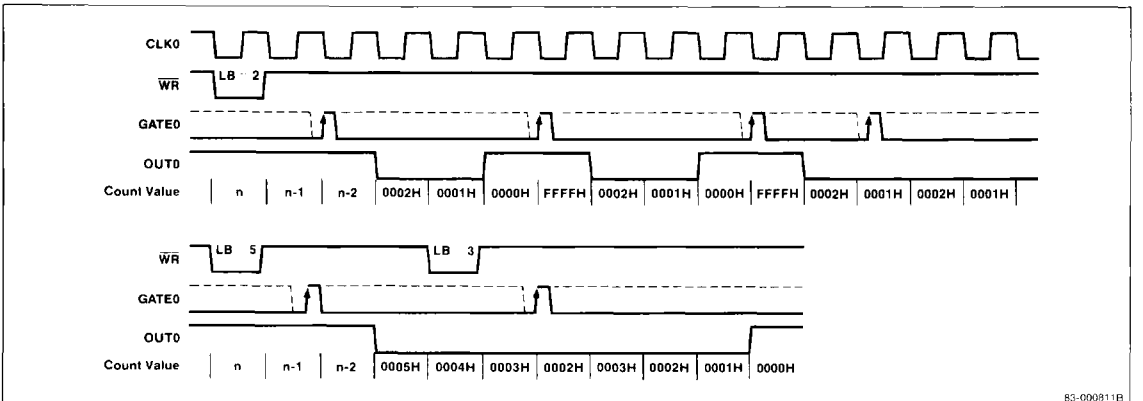 CLK0
WR
LB 2
GATE0
OUT0
Count Value n n-1 n-2 0002H 0001H 0000H FFFFH 0002H 0001H 0000H FFFFH 0002H 0001H 0002H 0001H
WR
LB 5 LB 3
GATE0
OUT0
Count Value n n-1 n-2 0005H 0004H 0003H 0002H 0003H 0002H 0001H 0000H
83-000811B